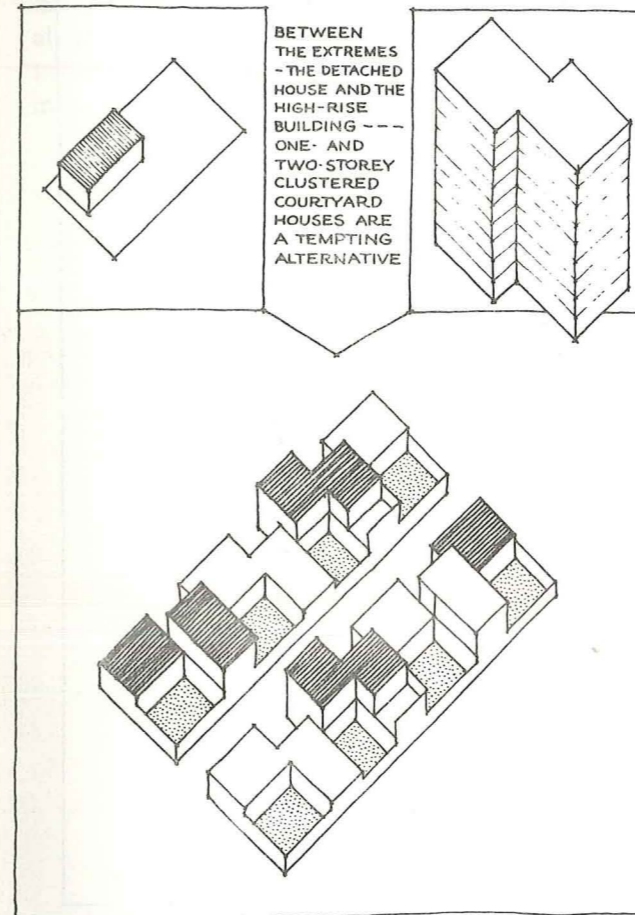 BETWEEN
THE EXTREMES
- THE DETACHED
HOUSE AND THE
HIGH-RISE
BUILDING ---
ONE- AND
TWO-STOREY
CLUSTERED
COURTYARD
HOUSES ARE
A TEMPTING
ALTERNATIVE